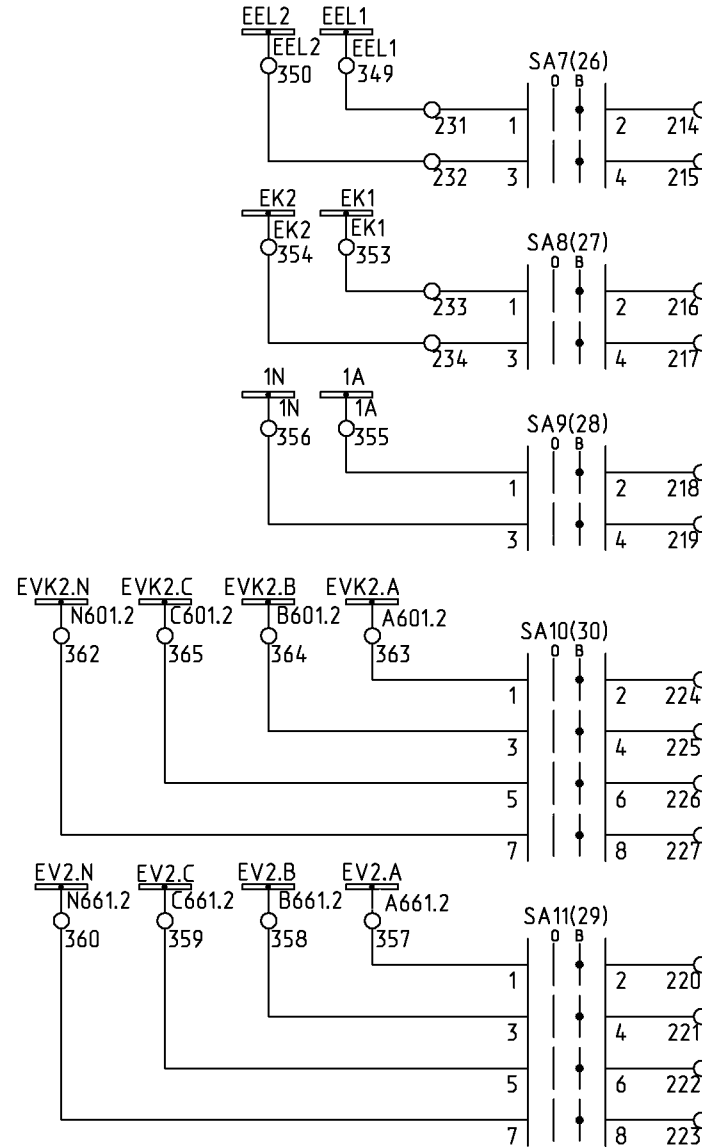 EEL2 EEL1
EEL2 EEL1
350 349
SA7(26)
0 B
231 1 2 214
232 3 4 215
EK2 EK1
EK2 EK1
354 353
SA8(27)
0 B
233 1 2 216
234 3 4 217
1N 1A
1N 1A
356 355
SA9(28)
0 B
1 2 218
3 4 219
EVK2.N EVK2.C EVK2.B EVK2.A
N601.2 C601.2 B601.2 A601.2
362 365 364 363
SA10(30)
0 B
1 2 224
3 4 225
5 6 226
7 8 227
EV2.N EV2.C EV2.B EV2.A
N661.2 C661.2 B661.2 A661.2
360 359 358 357
SA11(29)
0 B
1 2 220
3 4 221
5 6 222
7 8 223